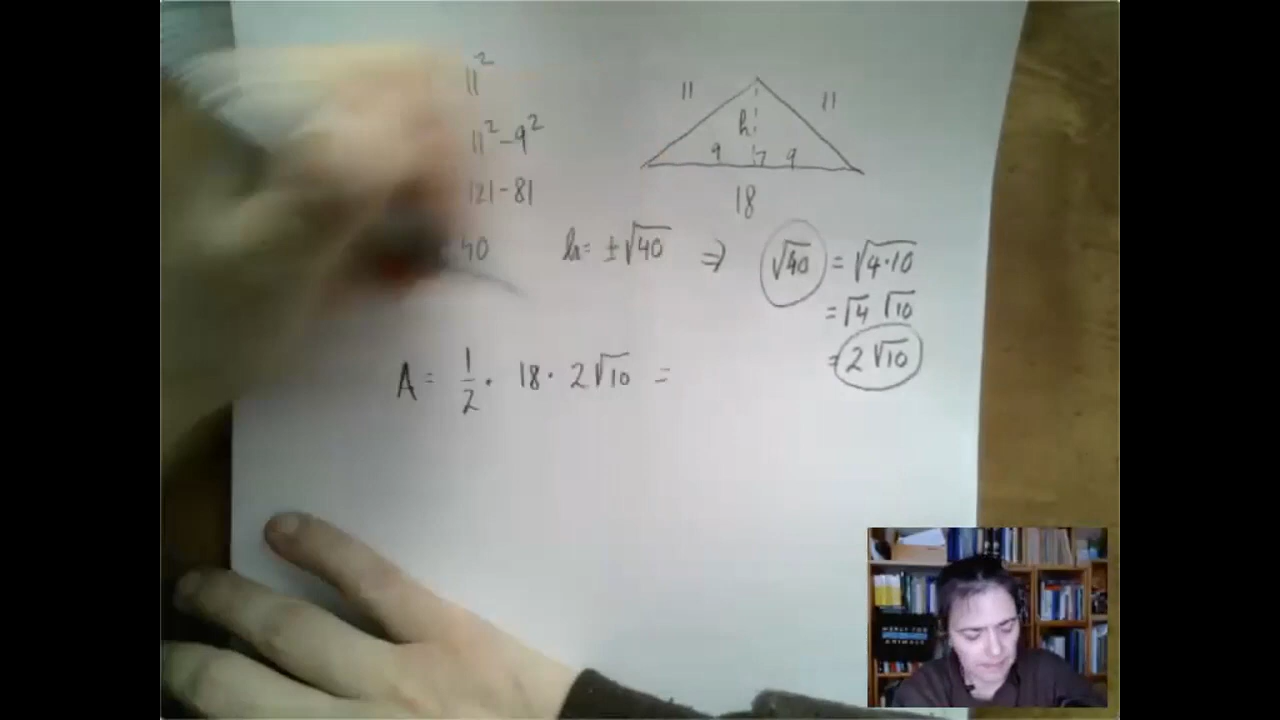 11²
11² - 9²
121 - 81
40
h = ±√40 ⇒ √40 = √4·10
= √4 √10
= 2√10
A = 1/2 · 18 · 2√10 =
11
11
h
9
9
18